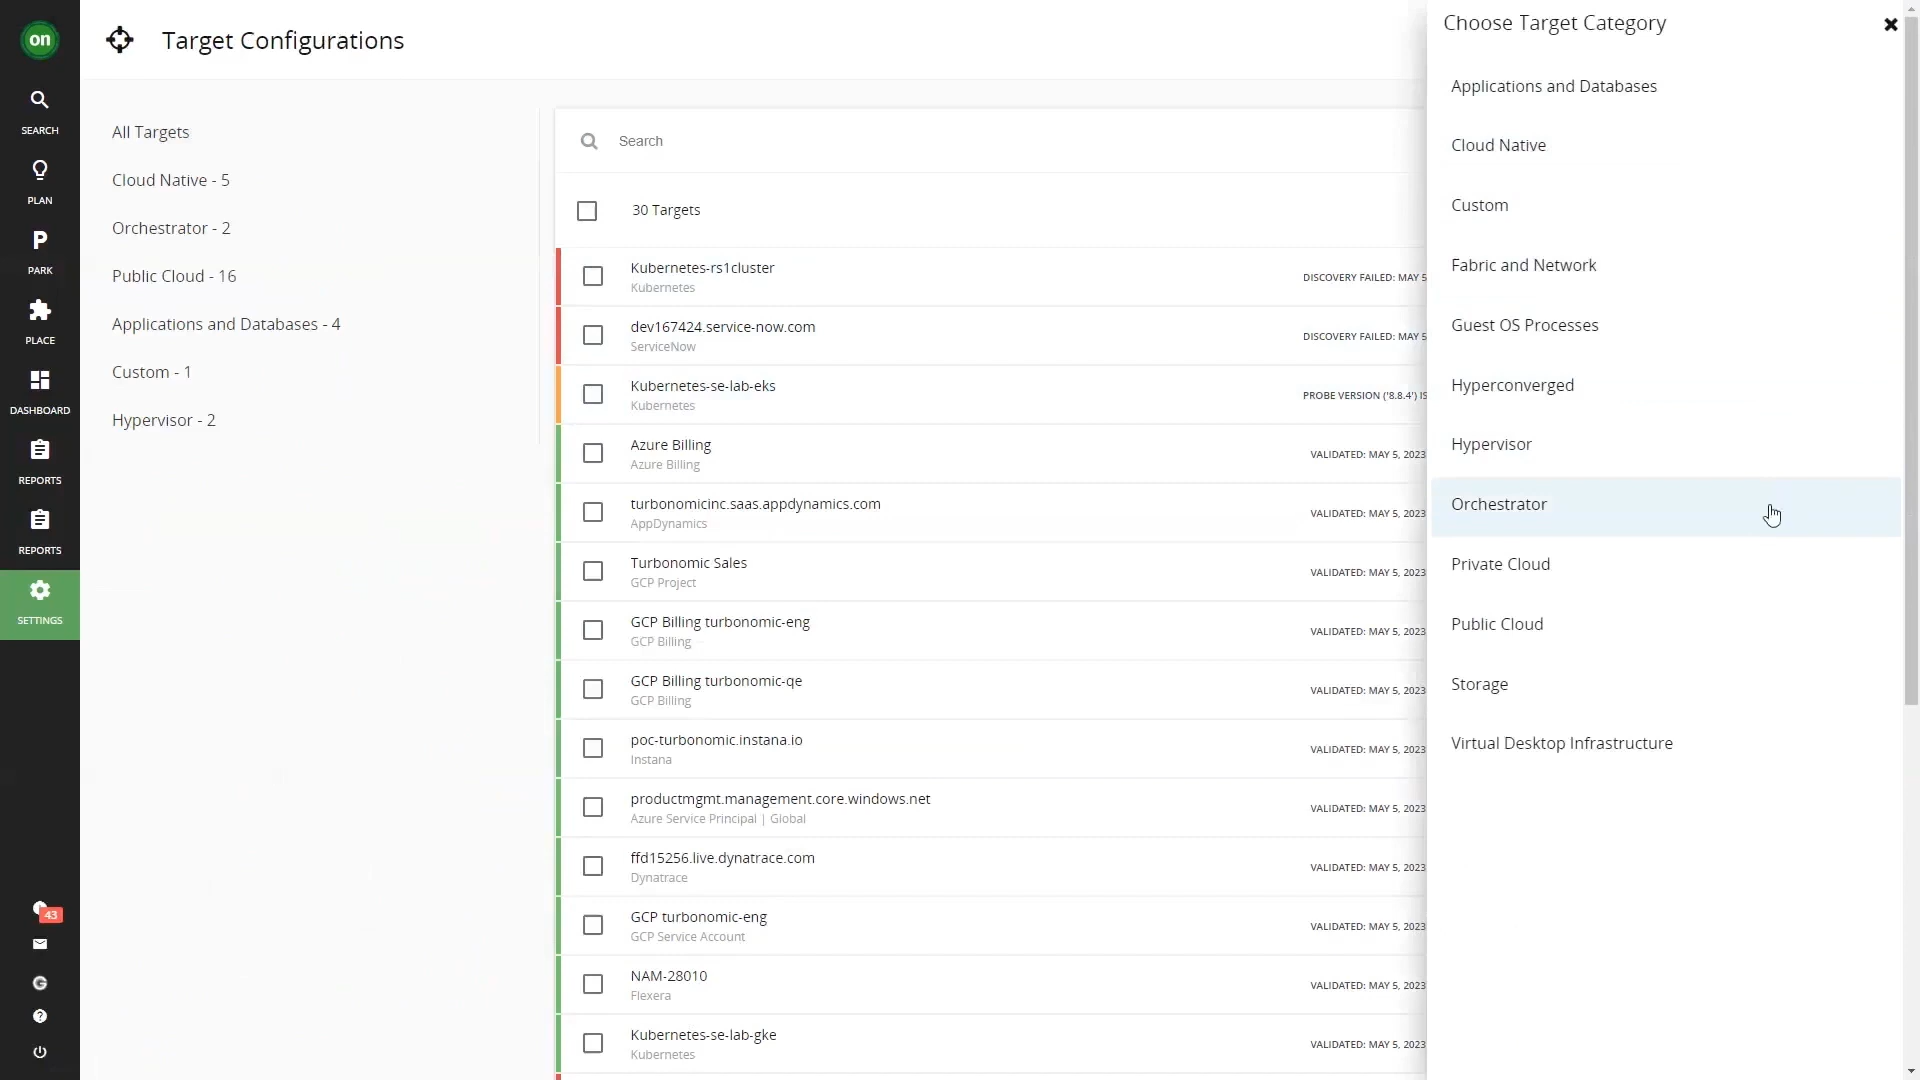 on
SEARCH
PLAN
P
PARK
PLACE
DASHBOARD
REPORTS
REPORTS
SETTINGS
43
G
?
Target Configurations
All Targets
Cloud Native - 5
Orchestrator - 2
Public Cloud - 16
Applications and Databases - 4
Custom - 1
Hypervisor - 2
Search
30 Targets
Kubernetes-rs1cluster
Kubernetes
DISCOVERY FAILED: MAY 5
dev167424.service-now.com
ServiceNow
DISCOVERY FAILED: MAY 5
Kubernetes-se-lab-eks
Kubernetes
PROBE VERSION ('8.8.4') IS
Azure Billing
Azure Billing
VALIDATED: MAY 5, 2023
turbonomicinc.saas.appdynamics.com
AppDynamics
VALIDATED: MAY 5, 2023
Turbonomic Sales
GCP Project
VALIDATED: MAY 5, 2023
GCP Billing turbonomic-eng
GCP Billing
VALIDATED: MAY 5, 2023
GCP Billing turbonomic-qe
GCP Billing
VALIDATED: MAY 5, 2023
poc-turbonomic.instana.io
Instana
VALIDATED: MAY 5, 2023
productmgmt.management.core.windows.net
Azure Service Principal | Global
VALIDATED: MAY 5, 2023
ffd15256.live.dynatrace.com
Dynatrace
VALIDATED: MAY 5, 2023
GCP turbonomic-eng
GCP Service Account
VALIDATED: MAY 5, 2023
NAM-28010
Flexera
VALIDATED: MAY 5, 2023
Kubernetes-se-lab-gke
Kubernetes
VALIDATED: MAY 5, 2023
Choose Target Category
Applications and Databases
Cloud Native
Custom
Fabric and Network
Guest OS Processes
Hyperconverged
Hypervisor
Orchestrator
Private Cloud
Public Cloud
Storage
Virtual Desktop Infrastructure